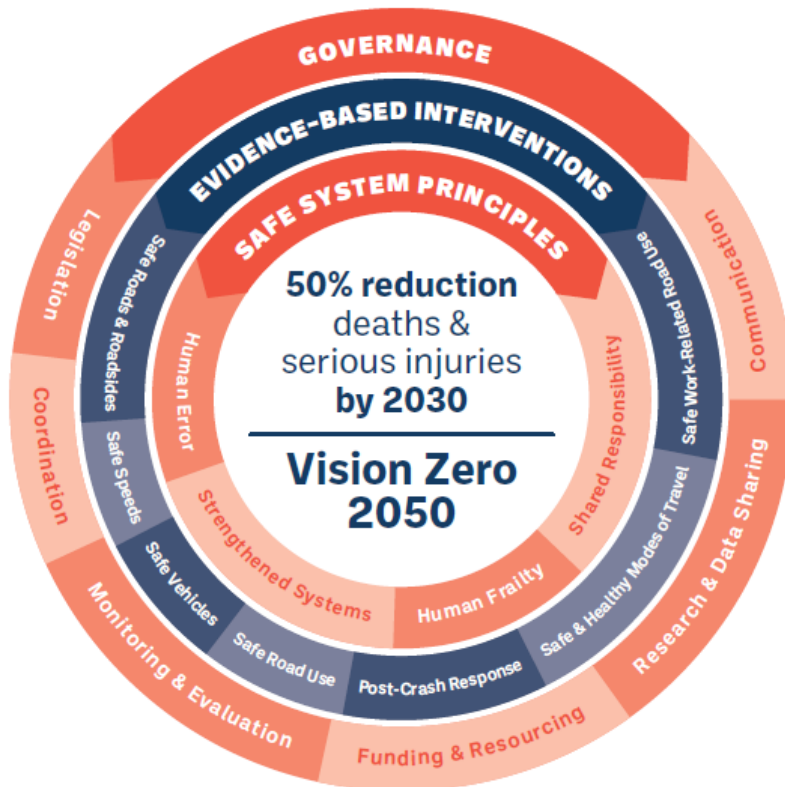 GOVERNANCE
EVIDENCE-BASED INTERVENTIONS
SAFE SYSTEM PRINCIPLES
50% reduction
deaths &
serious injuries
by 2030
Vision Zero
2050
Human Error
Strengthened Systems
Human Frailty
Shared Responsibility
Safe Roads & Roadsides
Safe Speeds
Safe Vehicles
Safe Road Use
Post-Crash Response
Safe & Healthy Modes of Travel
Safe Work-Related Road Use
Legislation
Coordination
Monitoring & Evaluation
Funding & Resourcing
Research & Data Sharing
Communication